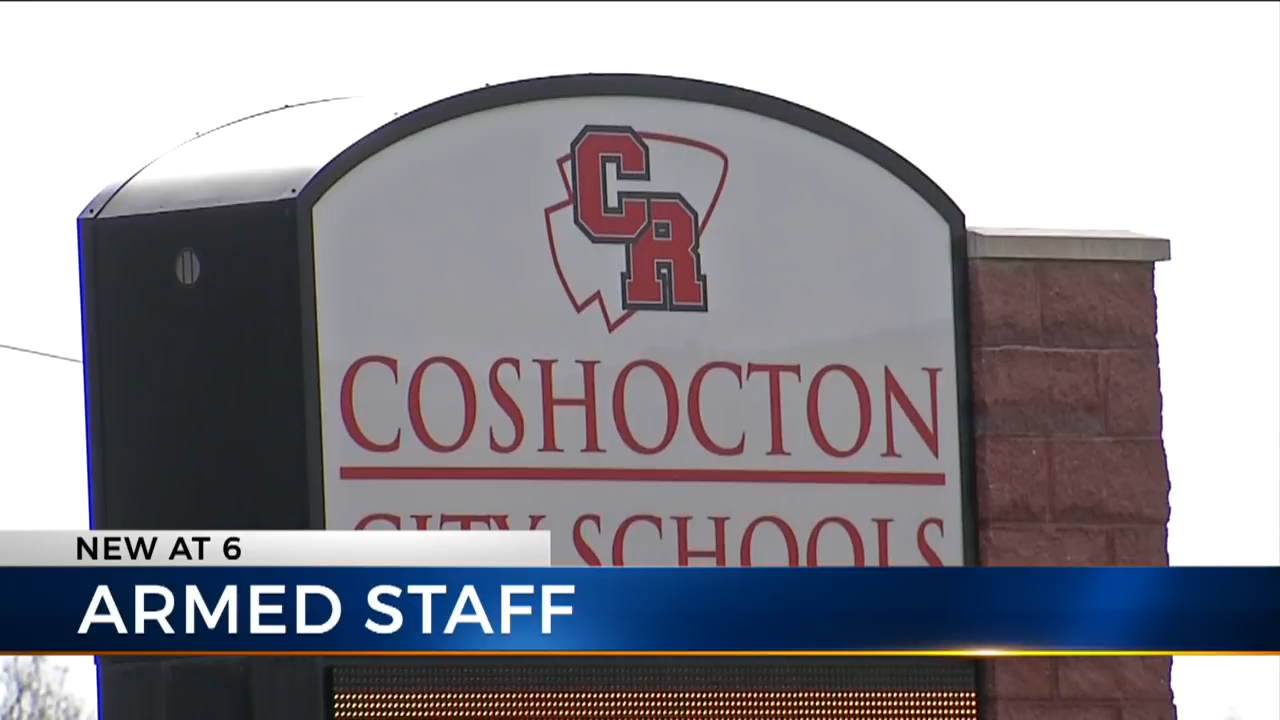 CR
COSHOCTON
CITY SCHOOLS
NEW AT 6
ARMED STAFF